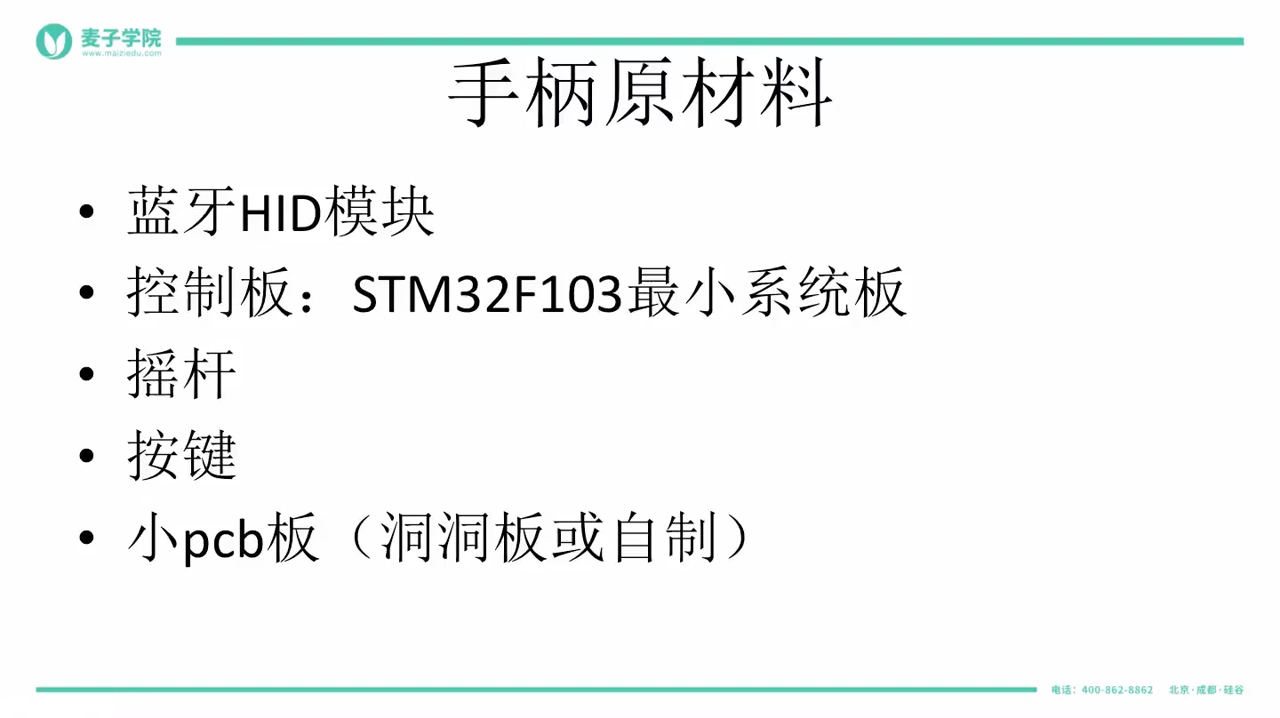 麦子学院
www.maiziedu.com
手柄原材料
• 蓝牙HID模块
• 控制板：STM32F103最小系统板
• 摇杆
• 按键
• 小pcb板（洞洞板或自制）
电话：400-862-8862 北京·成都·硅谷